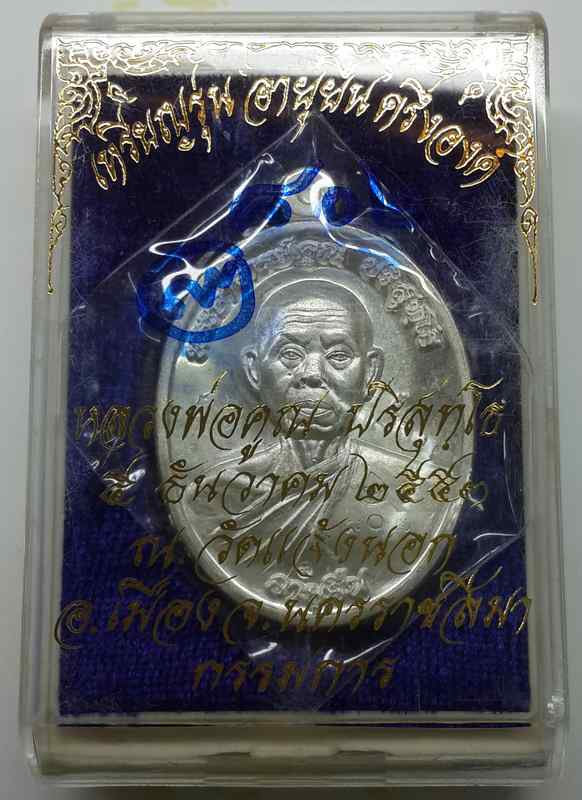 เหรียญรุ่น อายุยืน ครึ่งองค์
หลวงพ่อคูณ ปริสุทฺโธ
๕ ธันวาคม ๒๕๕๓
ณ. วัดแจ้งนอก
อ.เมือง จ.นครราชสีมา
กรรมการ